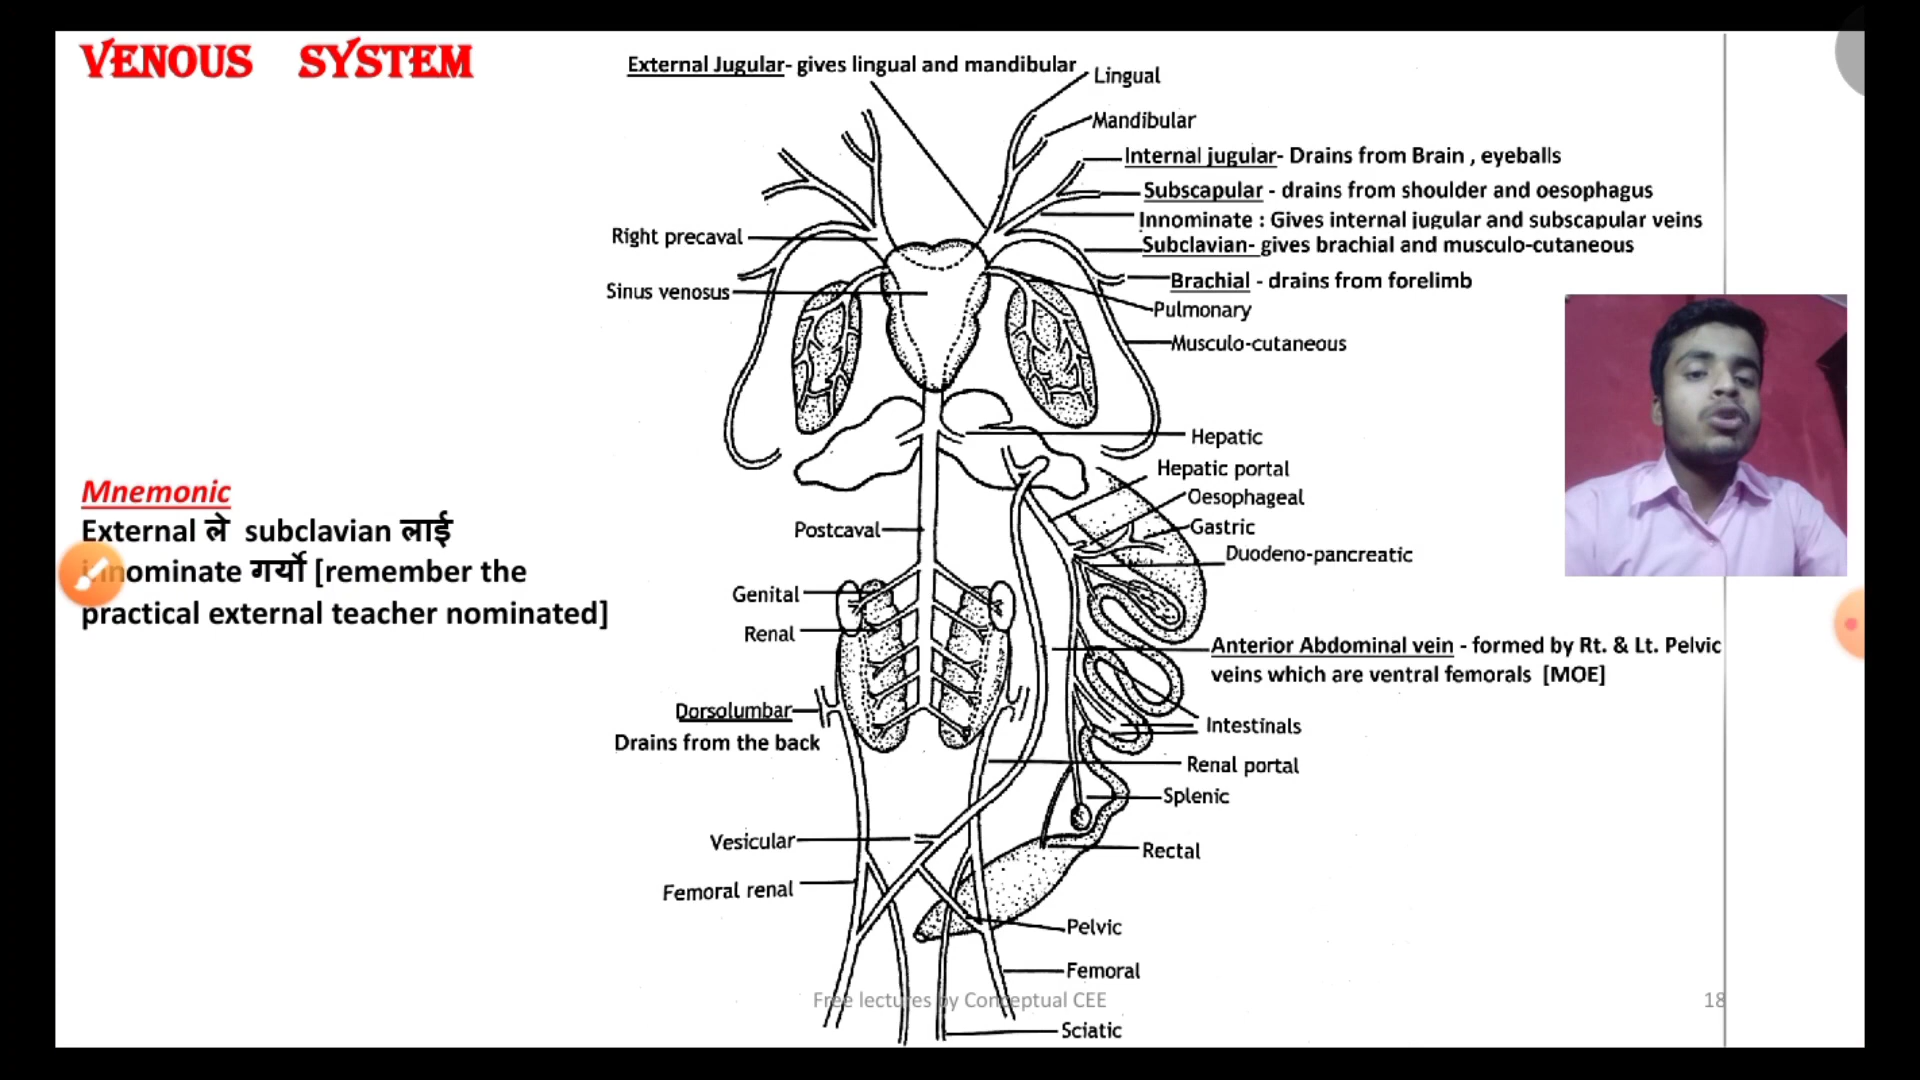 VENOUS SYSTEM
External Jugular- gives lingual and mandibular
Lingual
Mandibular
Internal jugular- Drains from Brain , eyeballs
Subscapular - drains from shoulder and oesophagus
Innominate : Gives internal jugular and subscapular veins
Right precaval
Subclavian- gives brachial and musculo-cutaneous
Brachial - drains from forelimb
Sinus venosus
Pulmonary
Musculo-cutaneous
Hepatic
Hepatic portal
Oesophageal
Gastric
Duodeno-pancreatic
Postcaval
Mnemonic
External ले subclavian लाई
गर्यो [remember the
practical external teacher nominated]
Genital
Renal
Anterior Abdominal vein - formed by Rt. & Lt. Pelvic
veins which are ventral femorals [MOE]
Dorsolumbar
Drains from the back
Intestinals
Renal portal
Splenic
Vesicular
Rectal
Femoral renal
Pelvic
Femoral
Free lectures by Conceptual CEE
18
Sciatic